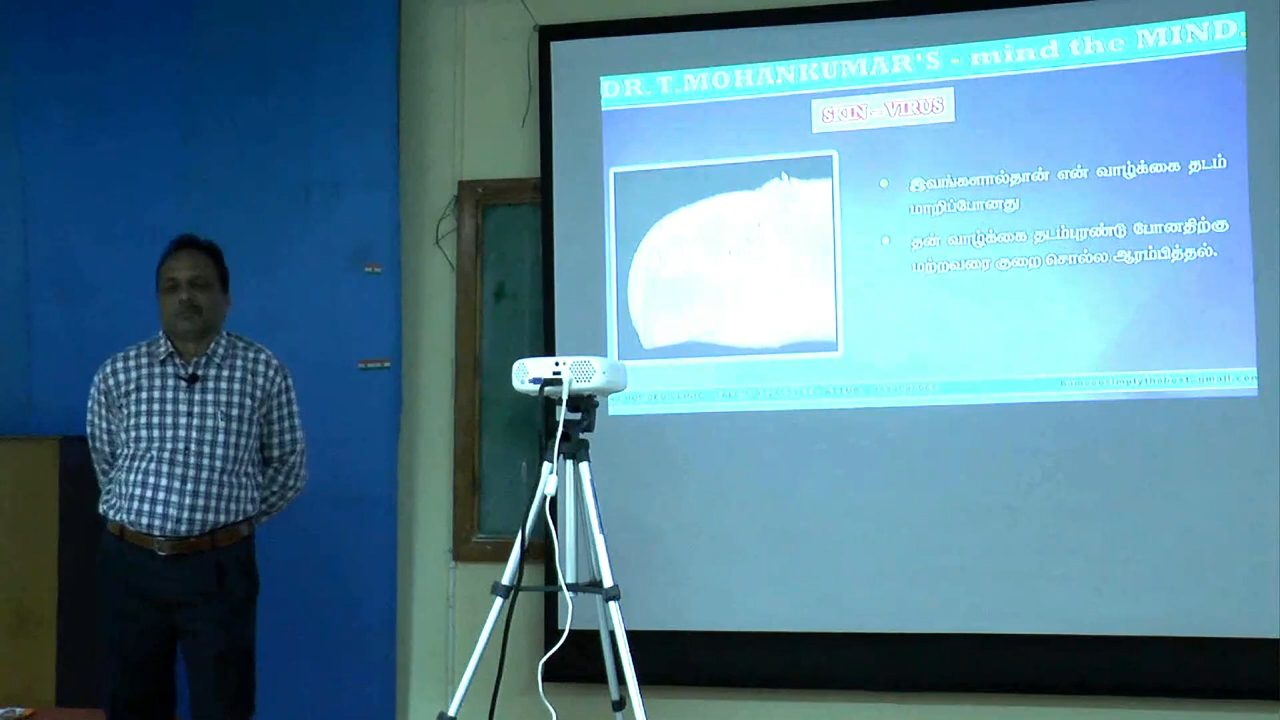 DR. T.MOHANKUMAR'S - mind the MIND.
SKIN - VIRUS
இவங்களால்தான் என் வாழ்க்கை தடம்
மாறிப்போனது
தன் வாழ்க்கை தடம்புரண்டு போனதிற்கு
மற்றவரை குறை சொல்ல ஆரம்பித்தல்.